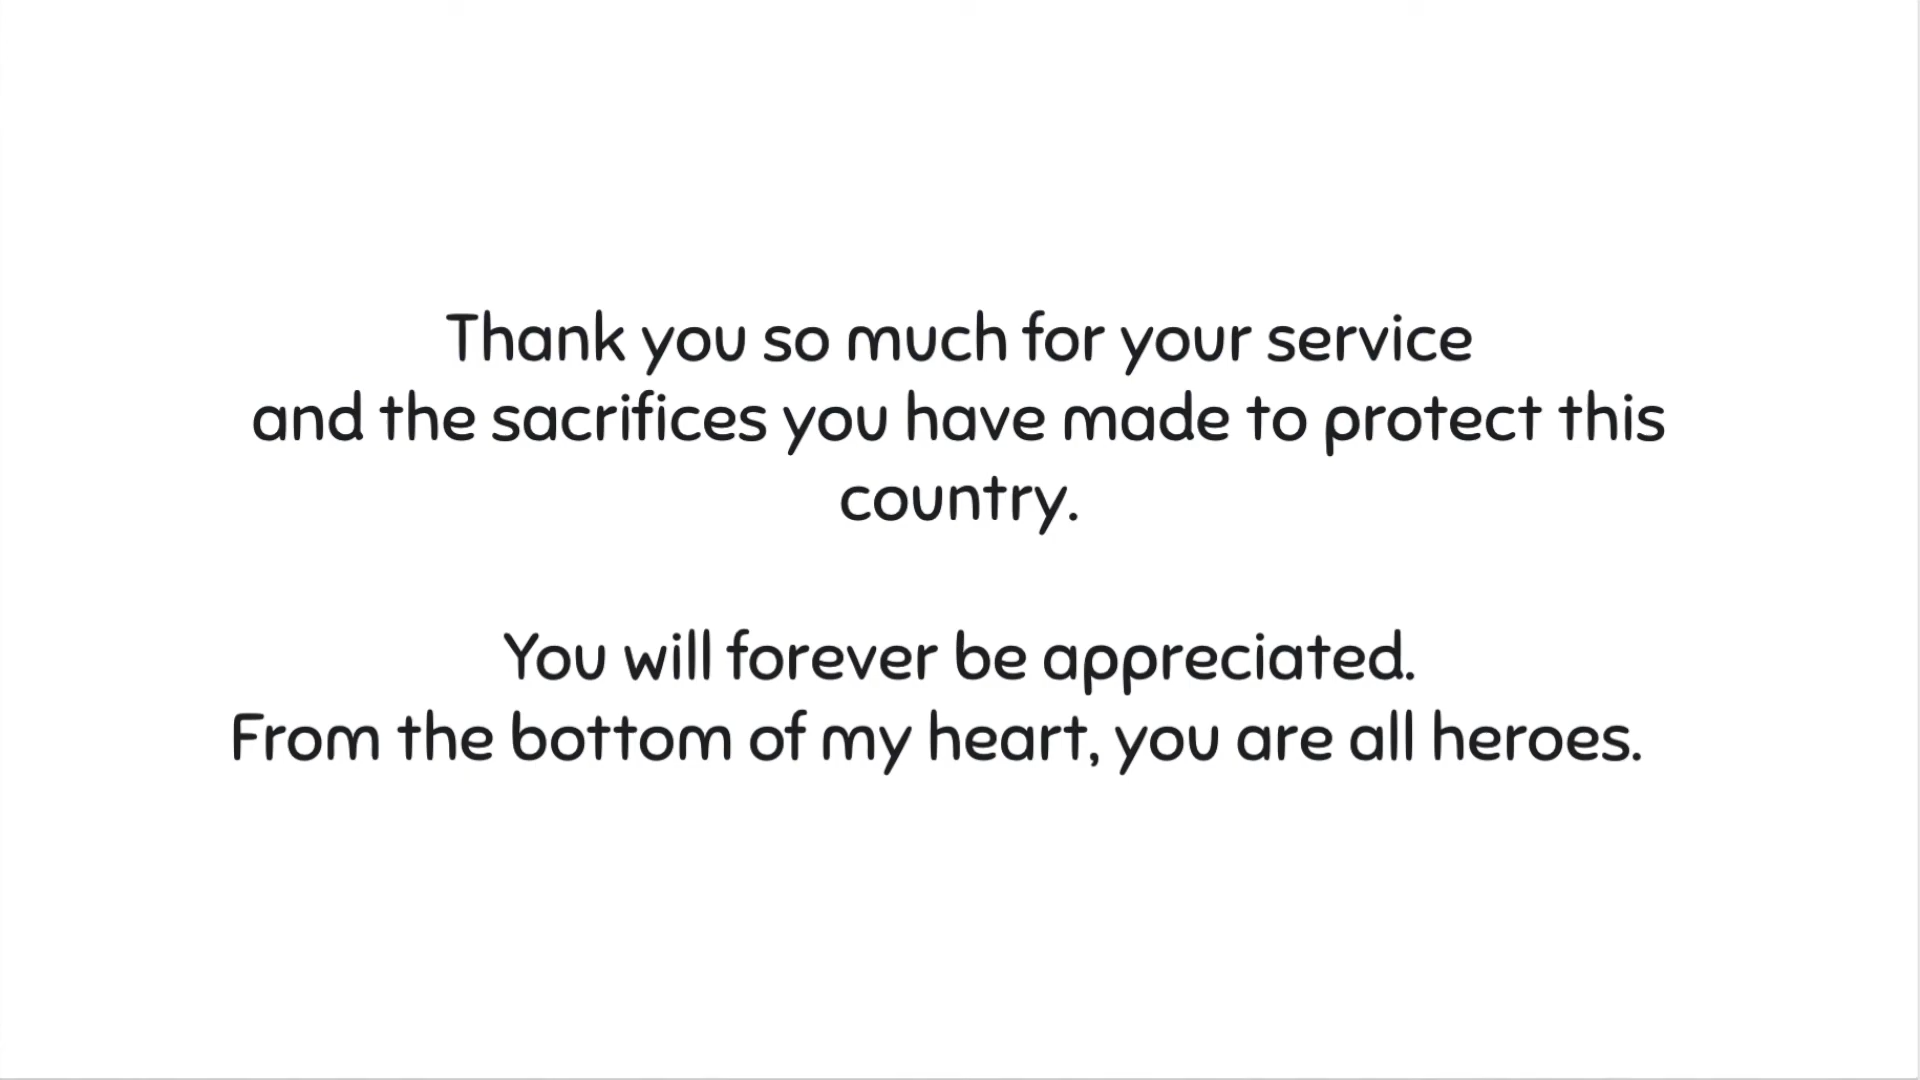 Thank you so much for your service
and the sacrifices you have made to protect this
country.
You will forever be appreciated.
From the bottom of my heart, you are all heroes.